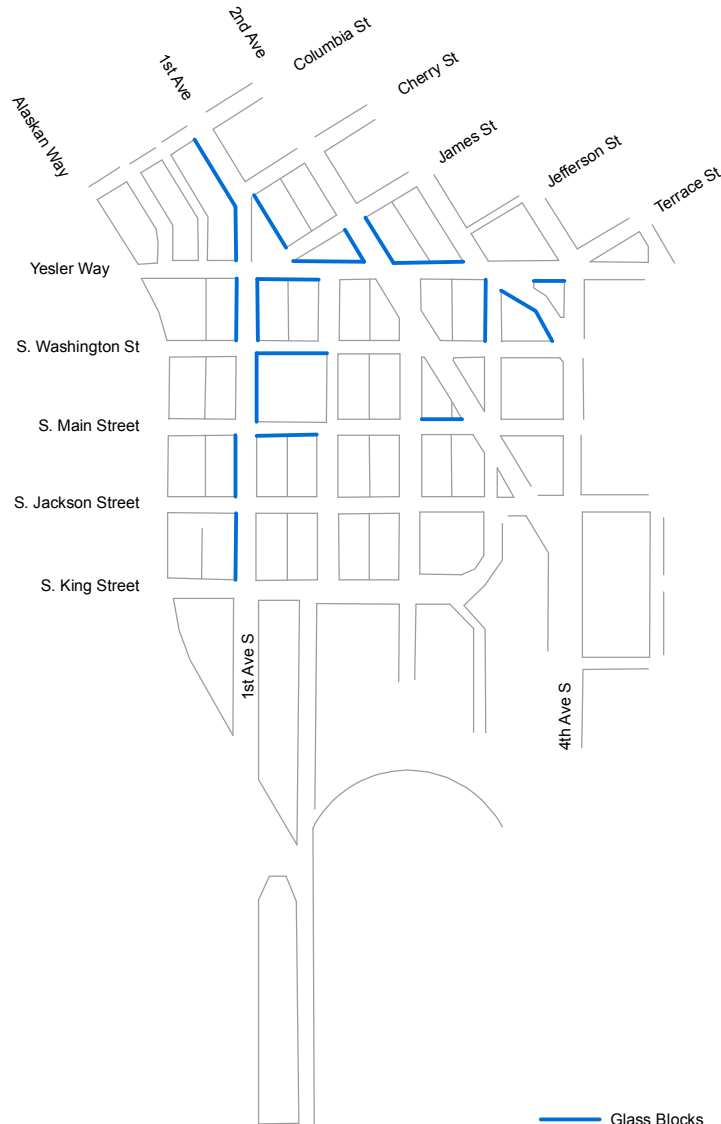 2nd Ave
Columbia St
1st Ave
Cherry St
Alaskan Way
James St
Jefferson St
Terrace St
Yesler Way
S. Washington St
S. Main Street
S. Jackson Street
S. King Street
1st Ave S
4th Ave S
Glass Blocks